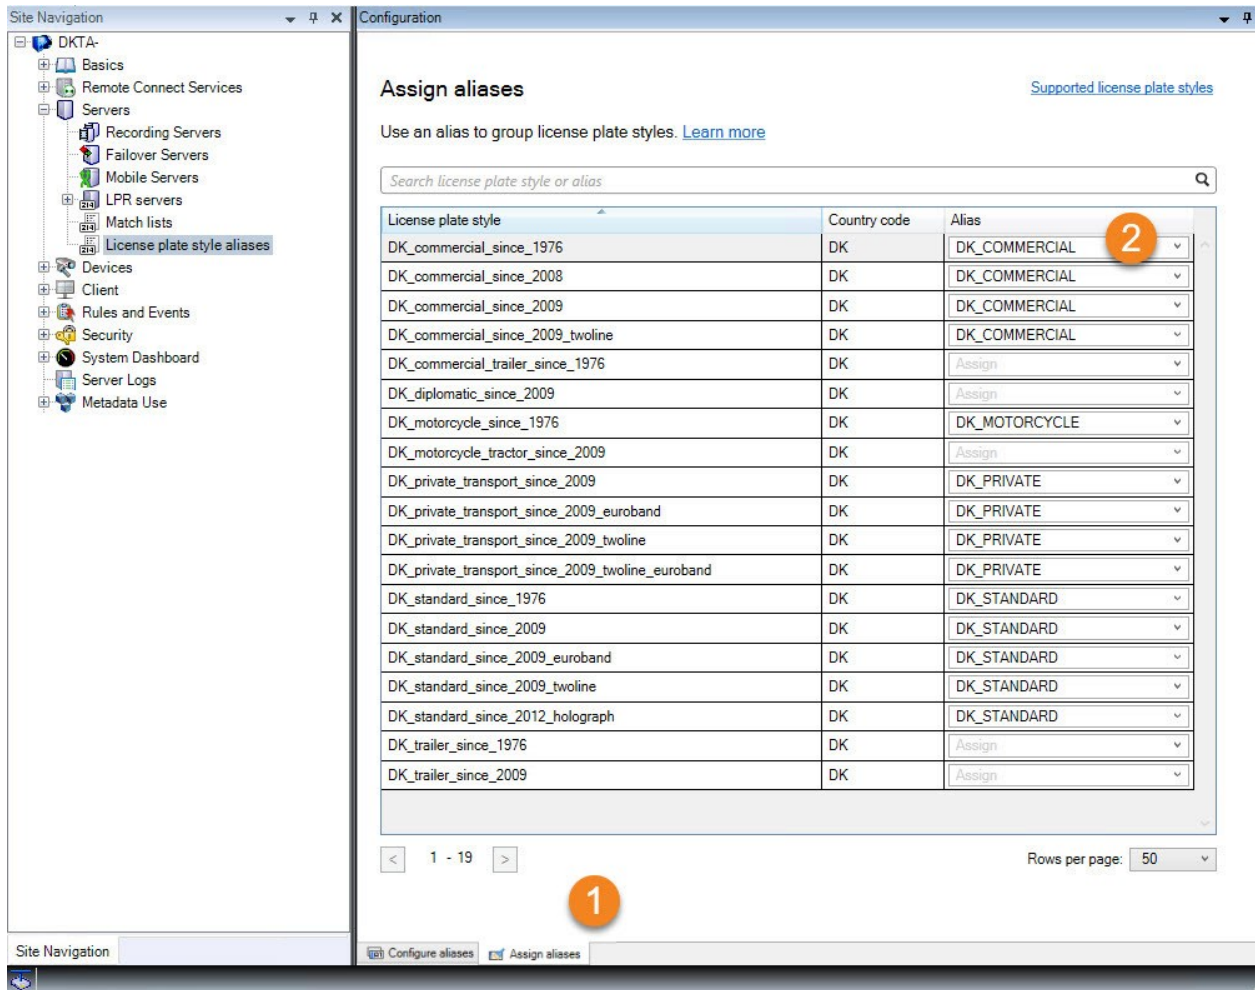 Site Navigation
DKTA-
Basics
Remote Connect Services
Servers
Recording Servers
Failover Servers
Mobile Servers
LPR servers
Match lists
License plate style aliases
Devices
Client
Rules and Events
Security
System Dashboard
Server Logs
Metadata Use
Site Navigation
Configuration
Assign aliases
Supported license plate styles
Use an alias to group license plate styles. Learn more
Search license plate style or alias
License plate style Country code Alias
2
DK_commercial_since_1976 DK DK_COMMERCIAL
DK_commercial_since_2008 DK DK_COMMERCIAL
DK_commercial_since_2009 DK DK_COMMERCIAL
DK_commercial_since_2009_twoline DK DK_COMMERCIAL
DK_commercial_trailer_since_1976 DK Assign
DK_diplomatic_since_2009 DK Assign
DK_motorcycle_since_1976 DK DK_MOTORCYCLE
DK_motorcycle_tractor_since_2009 DK Assign
DK_private_transport_since_2009 DK DK_PRIVATE
DK_private_transport_since_2009_euroband DK DK_PRIVATE
DK_private_transport_since_2009_twoline DK DK_PRIVATE
DK_private_transport_since_2009_twoline_euroband DK DK_PRIVATE
DK_standard_since_1976 DK DK_STANDARD
DK_standard_since_2009 DK DK_STANDARD
DK_standard_since_2009_euroband DK DK_STANDARD
DK_standard_since_2009_twoline DK DK_STANDARD
DK_standard_since_2012_holograph DK DK_STANDARD
DK_trailer_since_1976 DK Assign
DK_trailer_since_2009 DK Assign
< 1 - 19 >
Rows per page: 50
1
Configure aliases Assign aliases